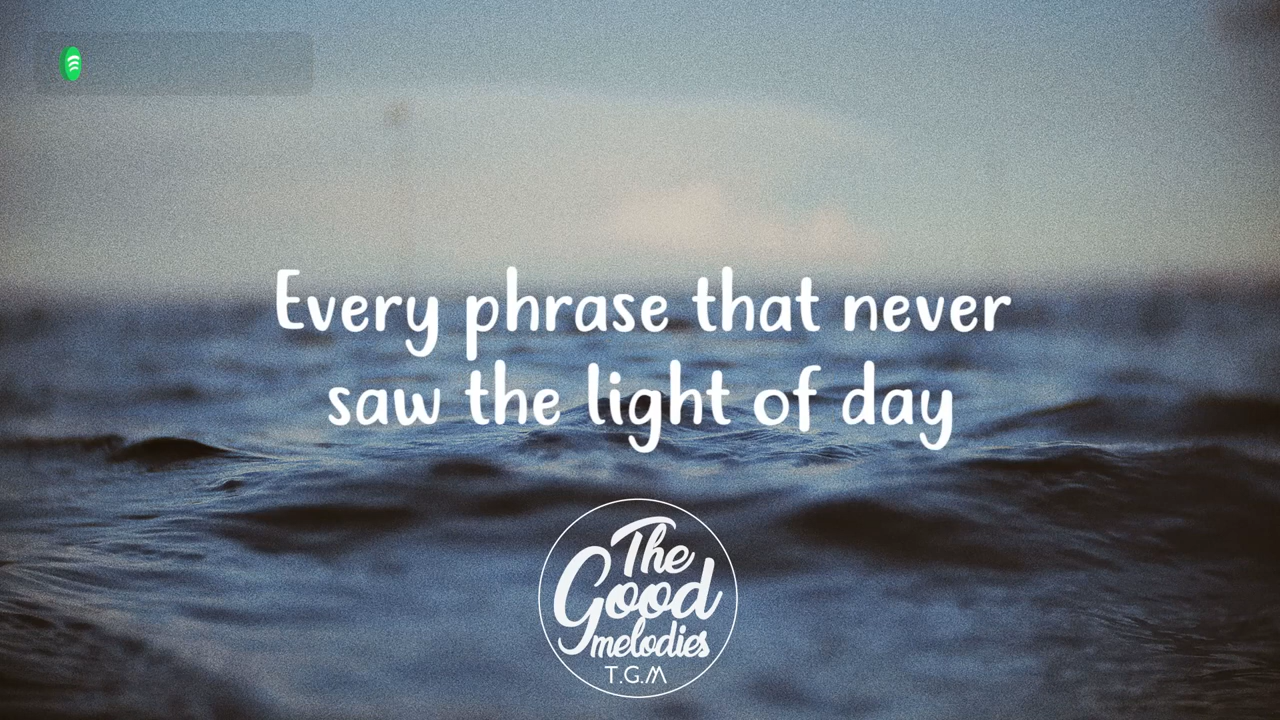 Every phrase that never
saw the light of day
The
Good
melodies
T.G.M